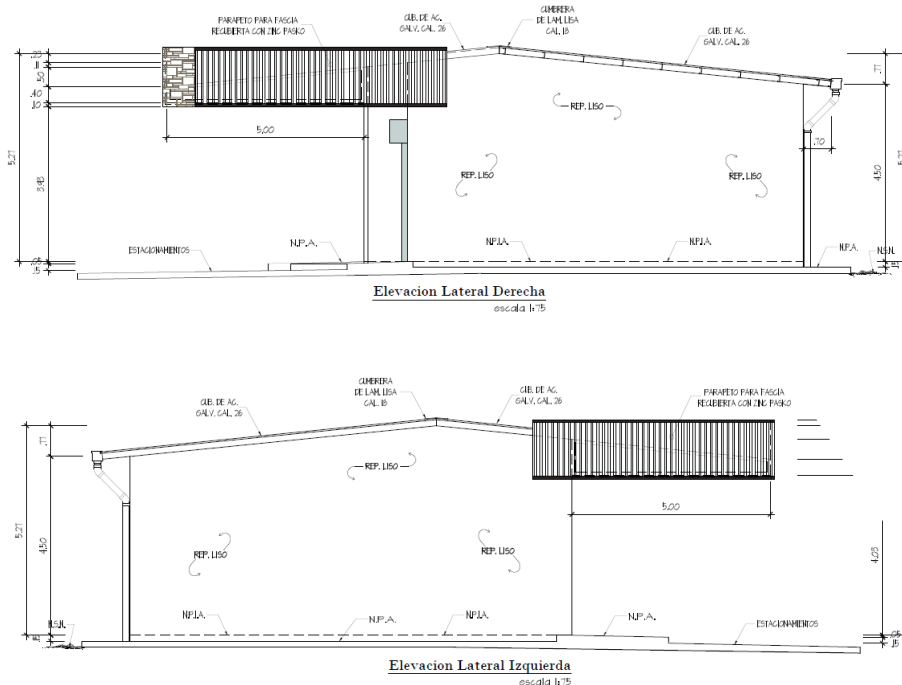 PARAPETO PARA FASCIA
RECUBIERTA CON ZINC PASKO
CUB. DE AC.
GALV. CAL. 26
CUMBRERA
DE LAM. LISA
CAL. 18
CUB. DE AC.
GALV. CAL. 26
.50
.40
.10
5.27
5.00
REP. LISO
REP. LISO
REP. LISO
.77
.70
4.50
ESTACIONAMIENTOS
N.P.A.
N.P.I.A.
N.P.I.A.
N.P.A.
N.S.N.
.05
.15
Elevacion Lateral Derecha
escala 1:75
CUB. DE AC.
GALV. CAL. 26
CUMBRERA
DE LAM. LISA
CAL. 18
CUB. DE AC.
GALV. CAL. 26
PARAPETO PARA FASCIA
RECUBIERTA CON ZINC PASKO
.77
5.27
4.50
REP. LISO
REP. LISO
REP. LISO
5.00
4.03
N.S.N.
N.P.I.A.
N.P.A.
N.P.I.A.
N.P.A.
ESTACIONAMIENTOS
.15
.05
.15
Elevacion Lateral Izquierda
escala 1:75